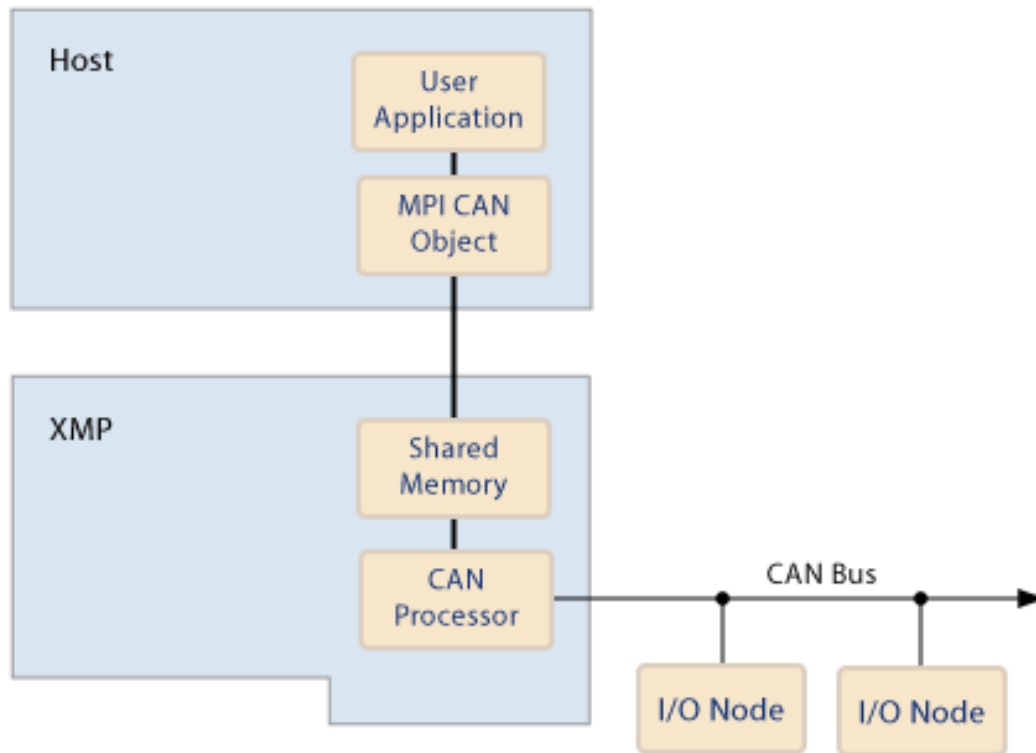 Host
User
Application
MPI CAN
Object
XMP
Shared
Memory
CAN
Processor
CAN Bus
I/O Node
I/O Node